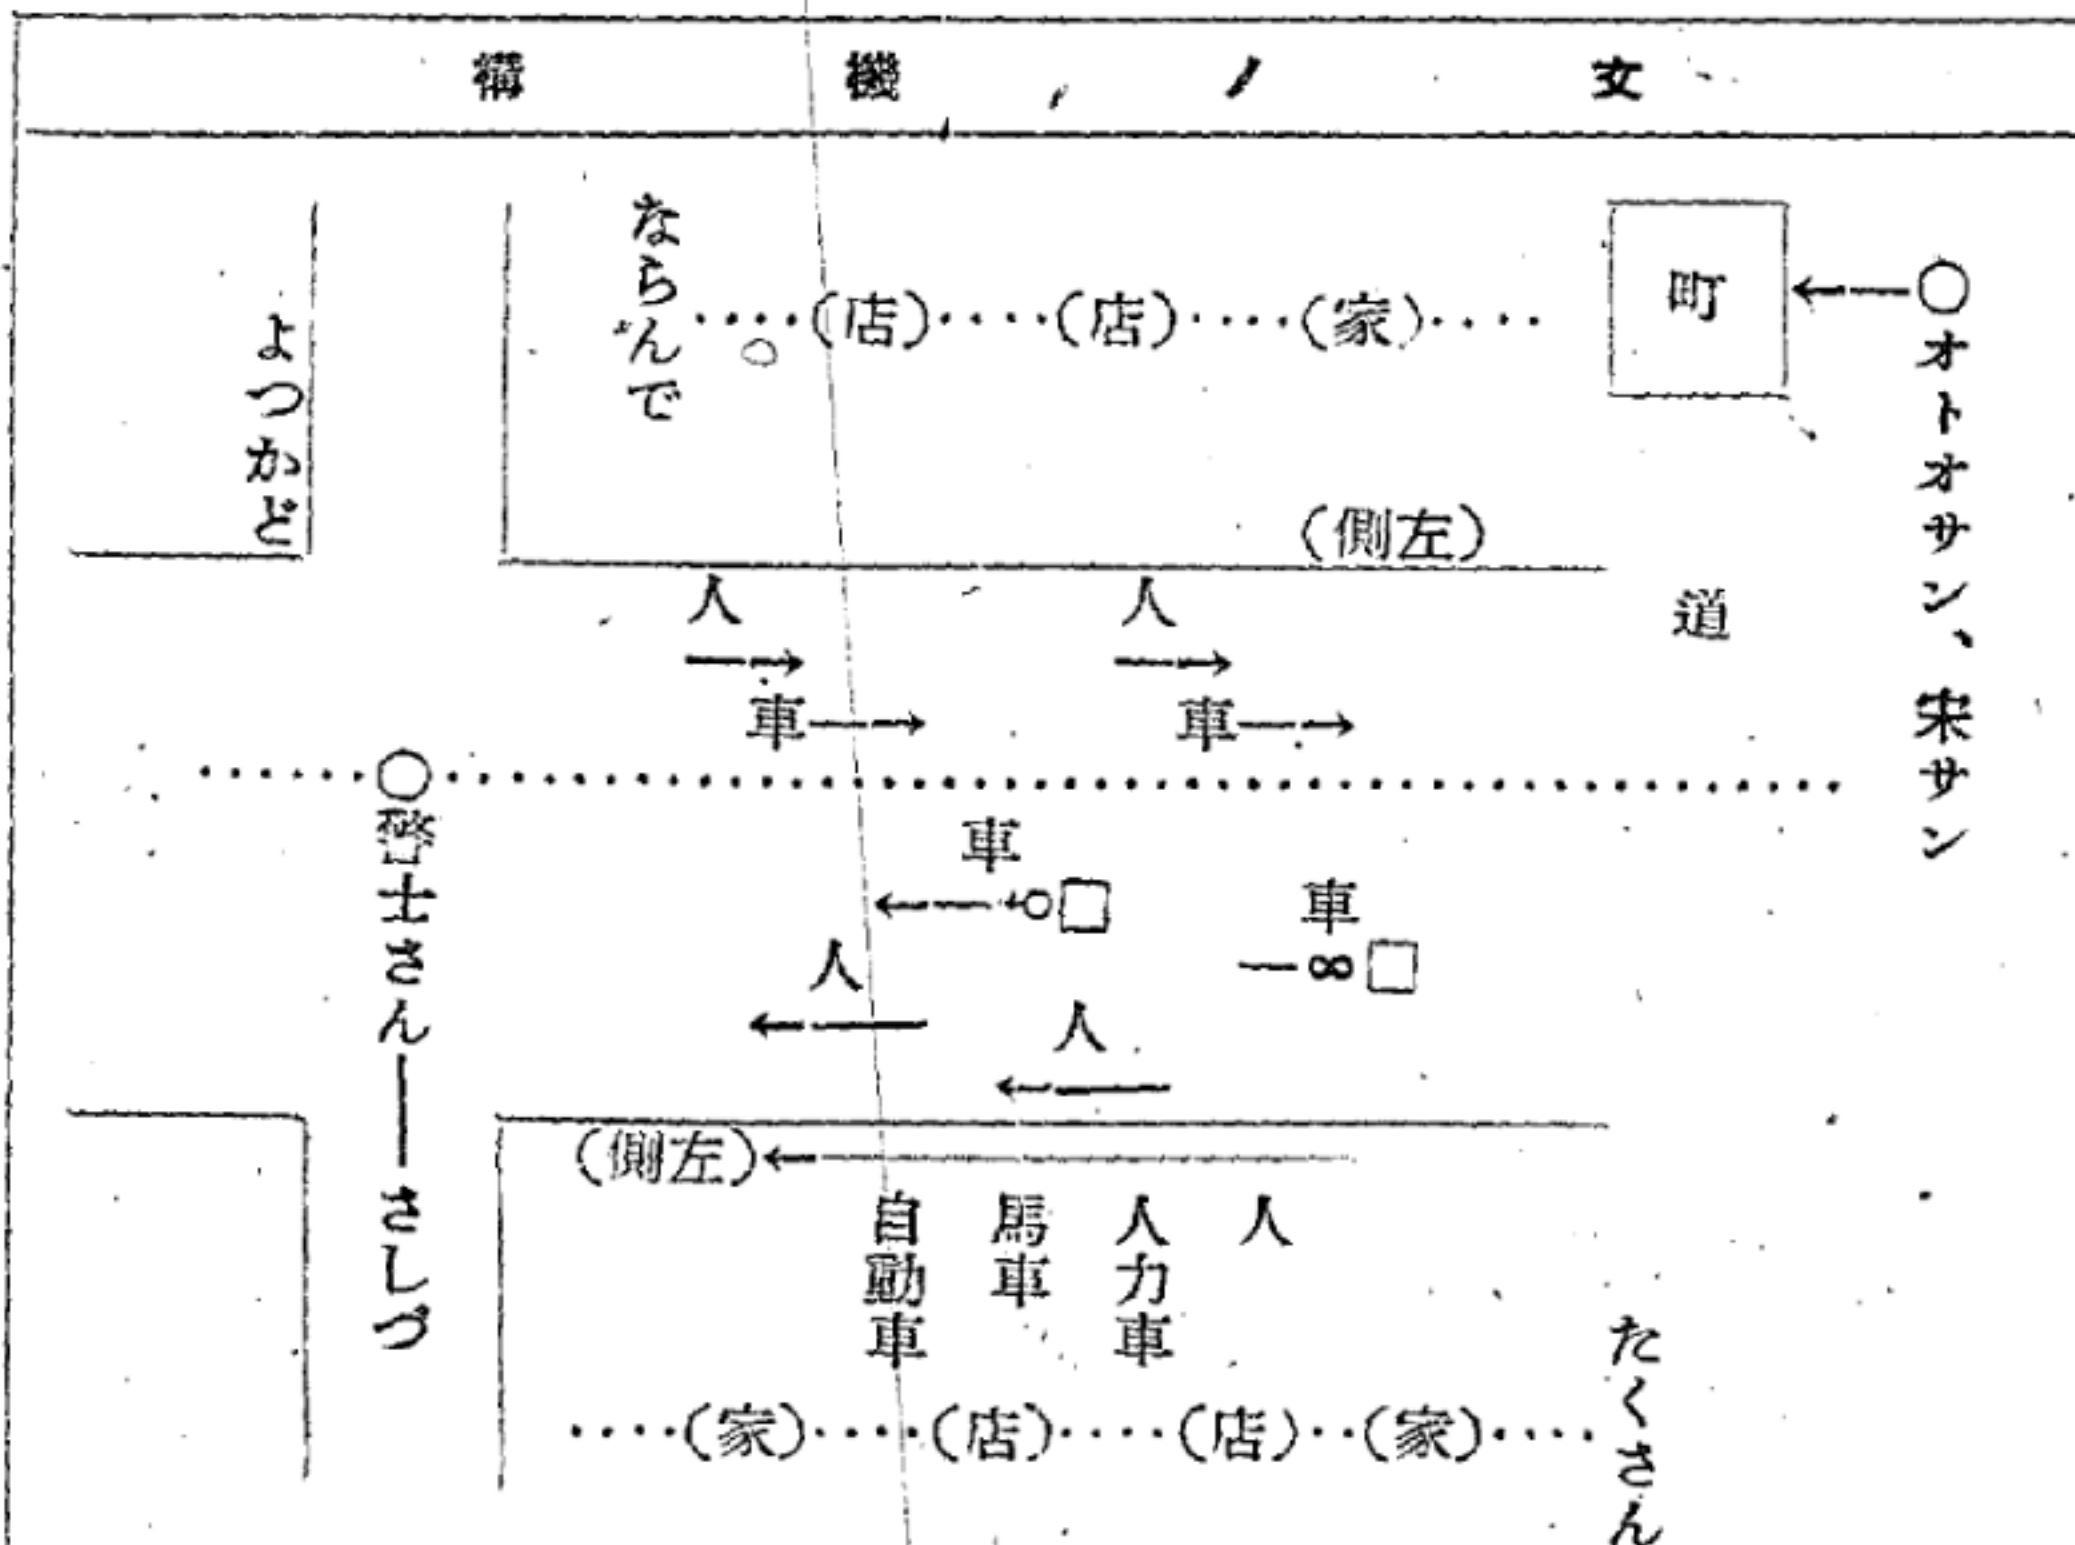 文ノ機構
オトオサン、宋サン
町
(家)
(店)
(店)
ならんで
よつかど
(左側)
道
人
人
車
車
警士さん——さしづ
車
車
人
人
(左側)
人
人力車
馬車
自動車
たくさん
(家)
(店)
(店)
(家)